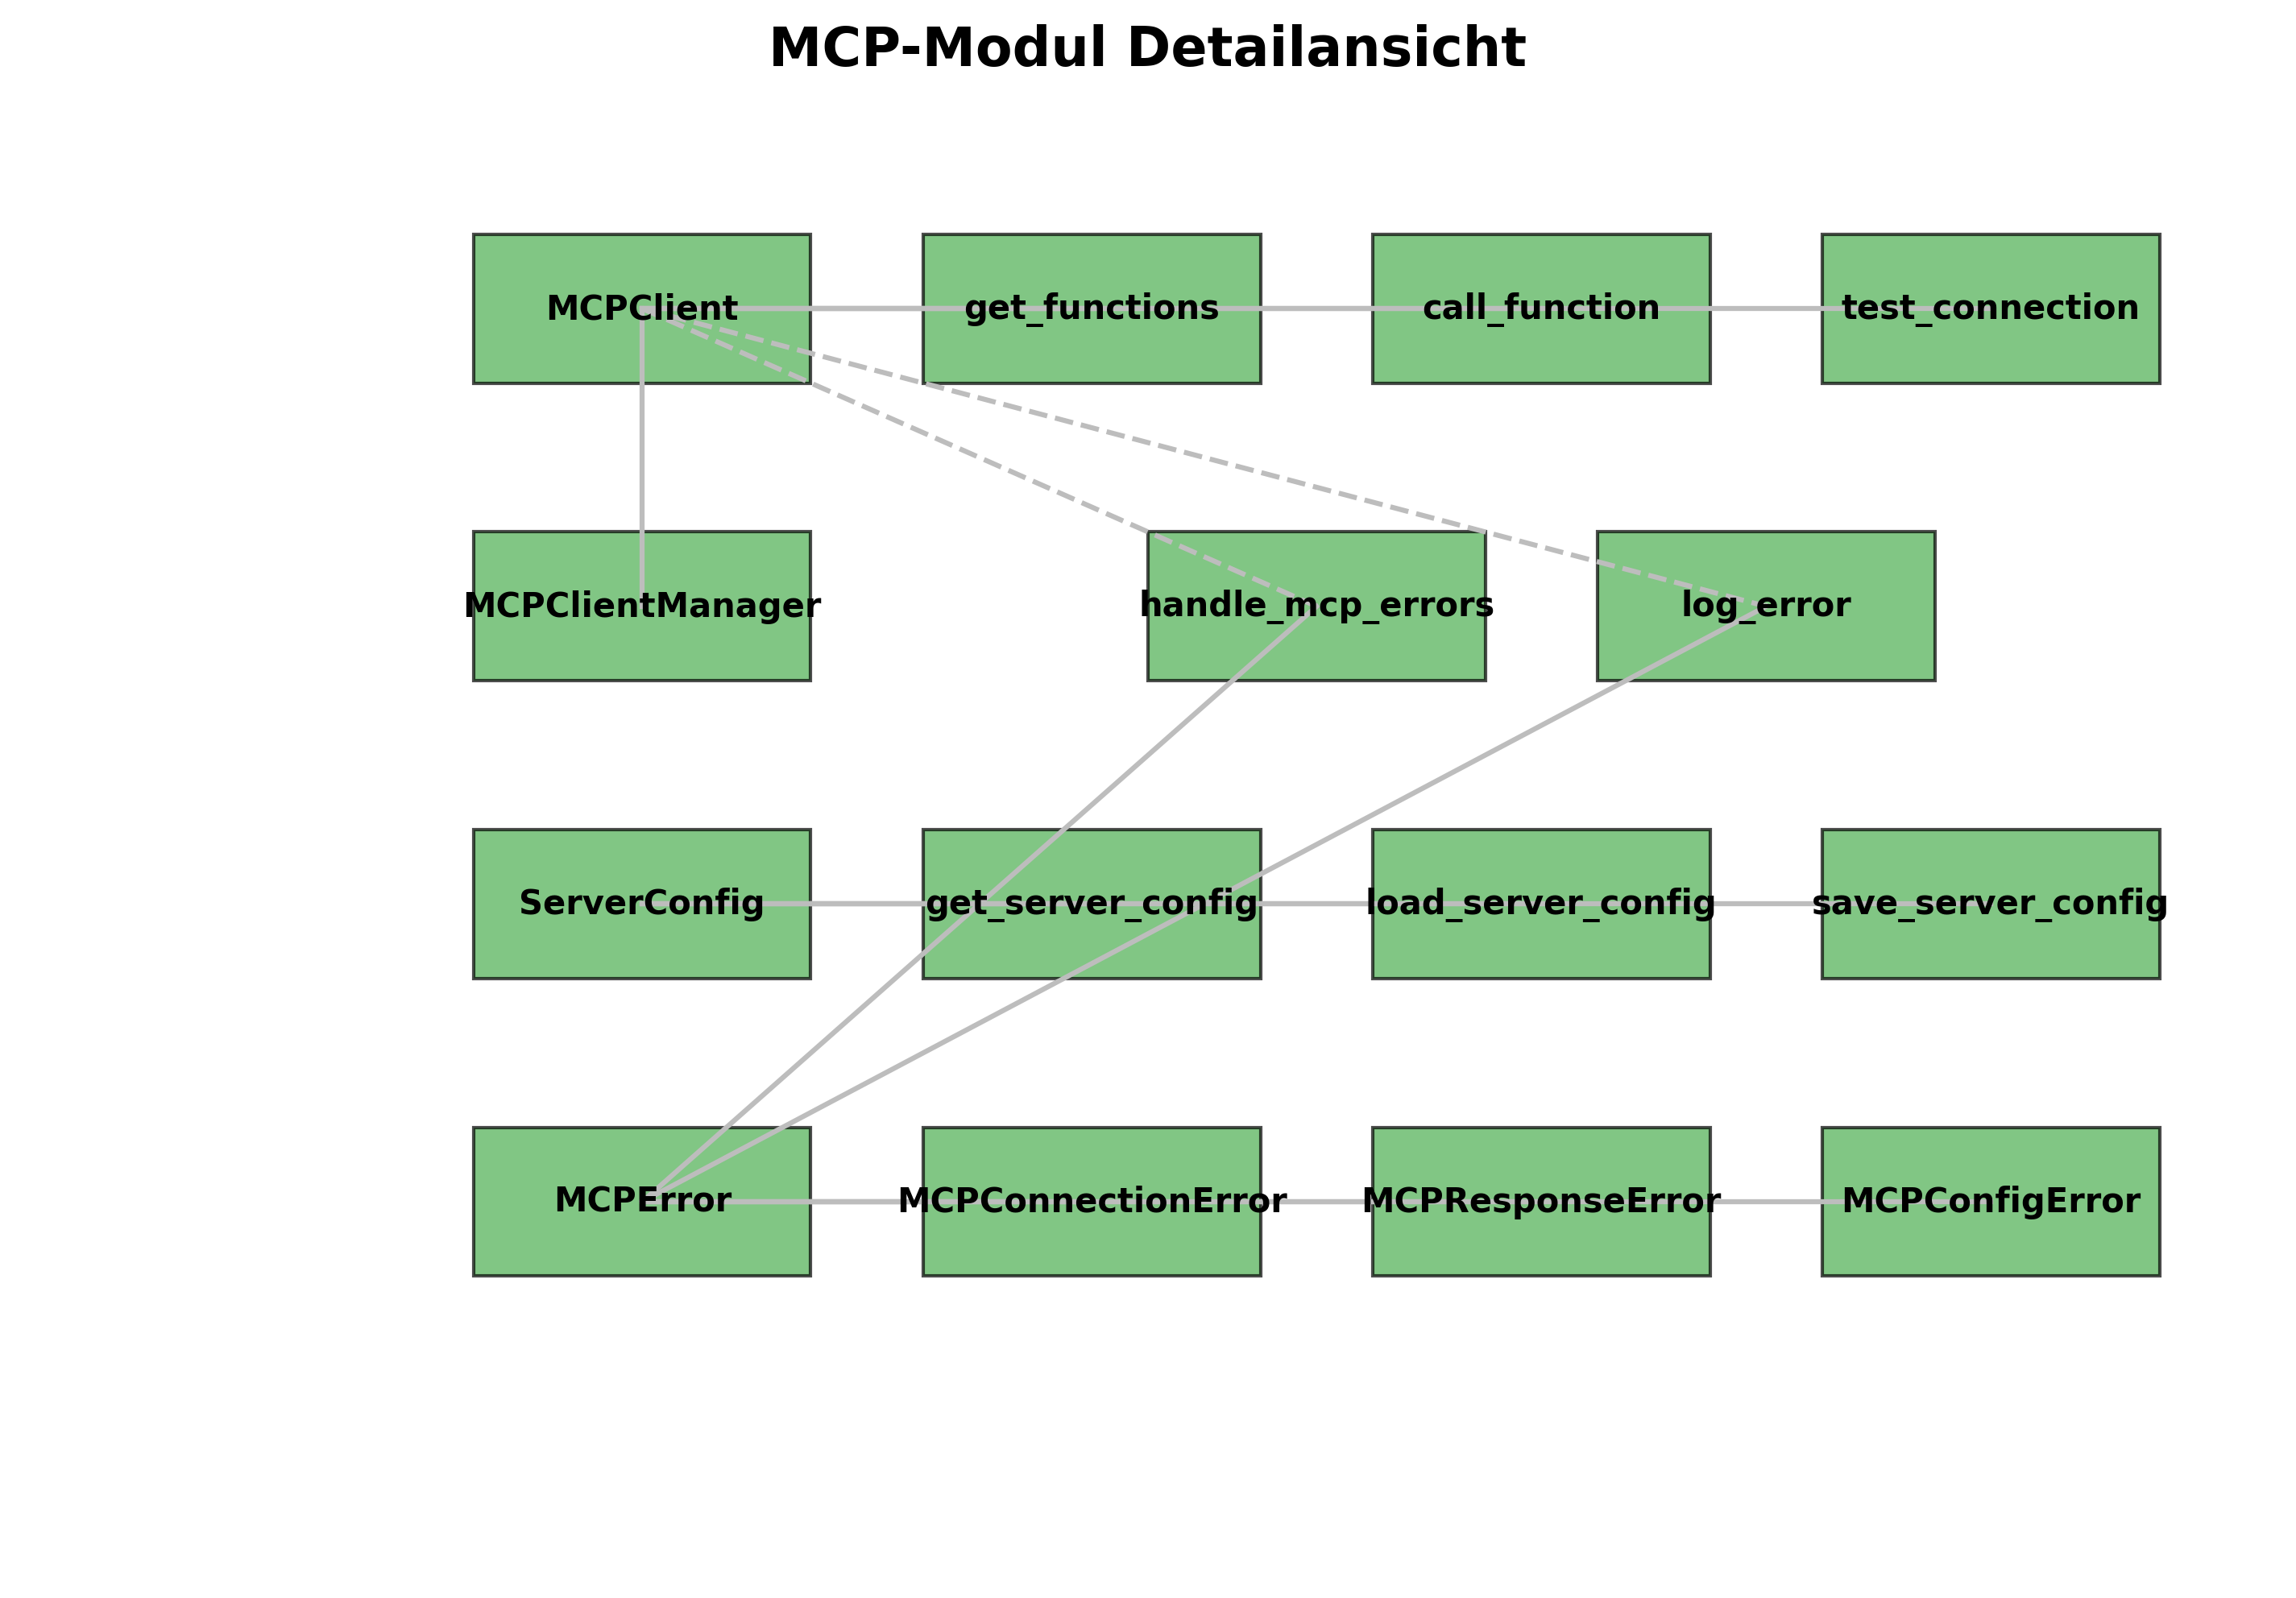 MCP-Modul Detailansicht
MCPClient
get_functions
call_function
test_connection
MCPClientManager
handle_mcp_errors
log_error
ServerConfig
get_server_config
load_server_config
save_server_config
MCPError
MCPConnectionError
MCPResponseError
MCPConfigError